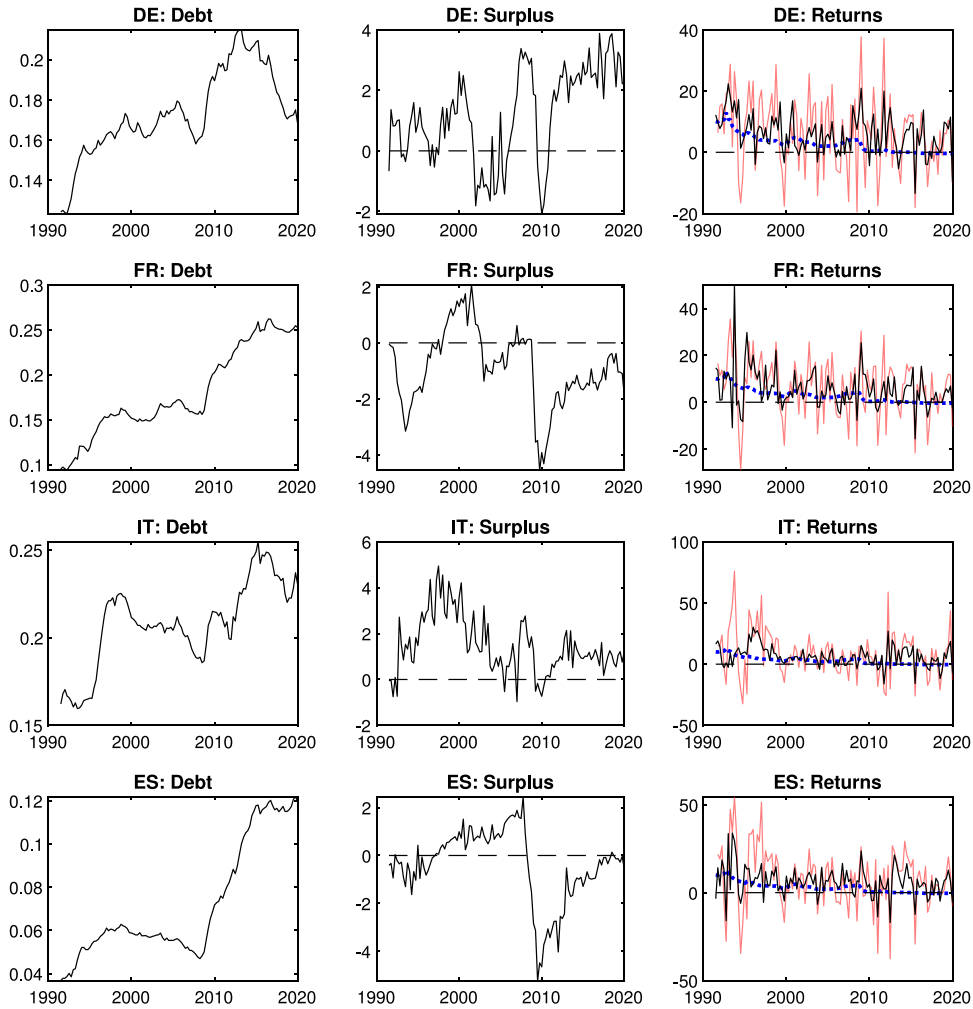 DE: Debt
0.2
0.18
0.16
0.14
1990 2000 2010 2020
DE: Surplus
4
2
0
-2
1990 2000 2010 2020
DE: Returns
40
20
0
-20
1990 2000 2010 2020
FR: Debt
0.3
0.25
0.2
0.15
0.1
1990 2000 2010 2020
FR: Surplus
2
0
-2
-4
1990 2000 2010 2020
FR: Returns
40
20
0
-20
1990 2000 2010 2020
IT: Debt
0.25
0.2
0.15
1990 2000 2010 2020
IT: Surplus
6
4
2
0
-2
1990 2000 2010 2020
IT: Returns
100
50
0
-50
1990 2000 2010 2020
ES: Debt
0.12
0.1
0.08
0.06
0.04
1990 2000 2010 2020
ES: Surplus
2
0
-2
-4
1990 2000 2010 2020
ES: Returns
50
0
-50
1990 2000 2010 2020